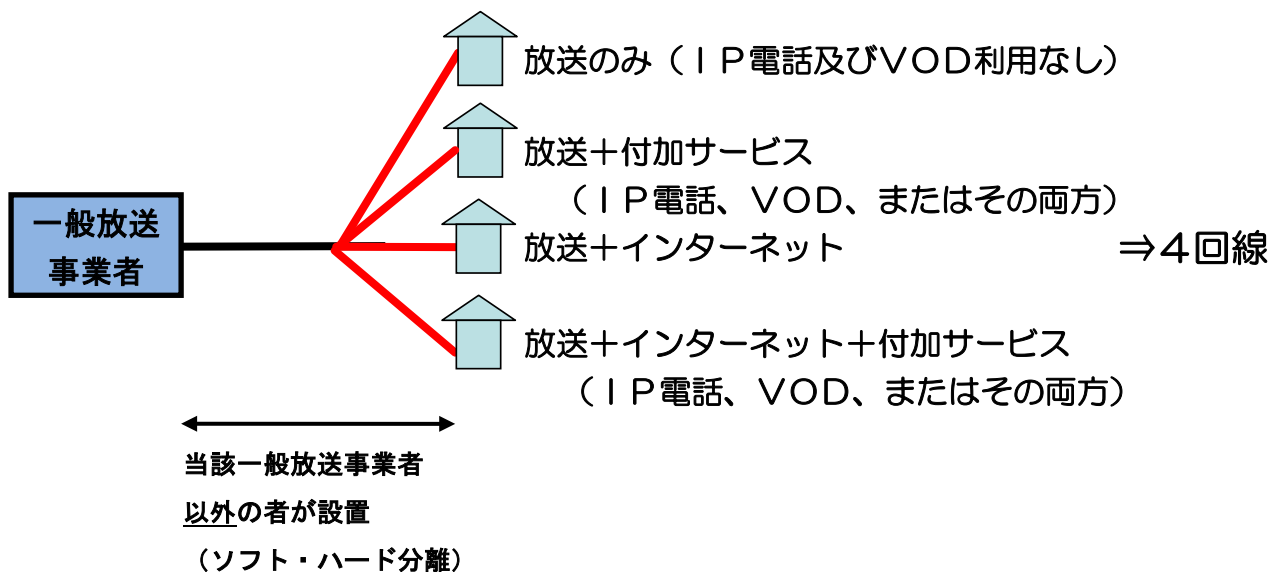 放送のみ（ＩＰ電話及びＶＯＤ利用なし）
放送＋付加サービス
（ＩＰ電話、ＶＯＤ、またはその両方）
一般放送
事業者
放送＋インターネット
⇒４回線
放送＋インターネット＋付加サービス
（ＩＰ電話、ＶＯＤ、またはその両方）
当該一般放送事業者
以外の者が設置
（ソフト・ハード分離）